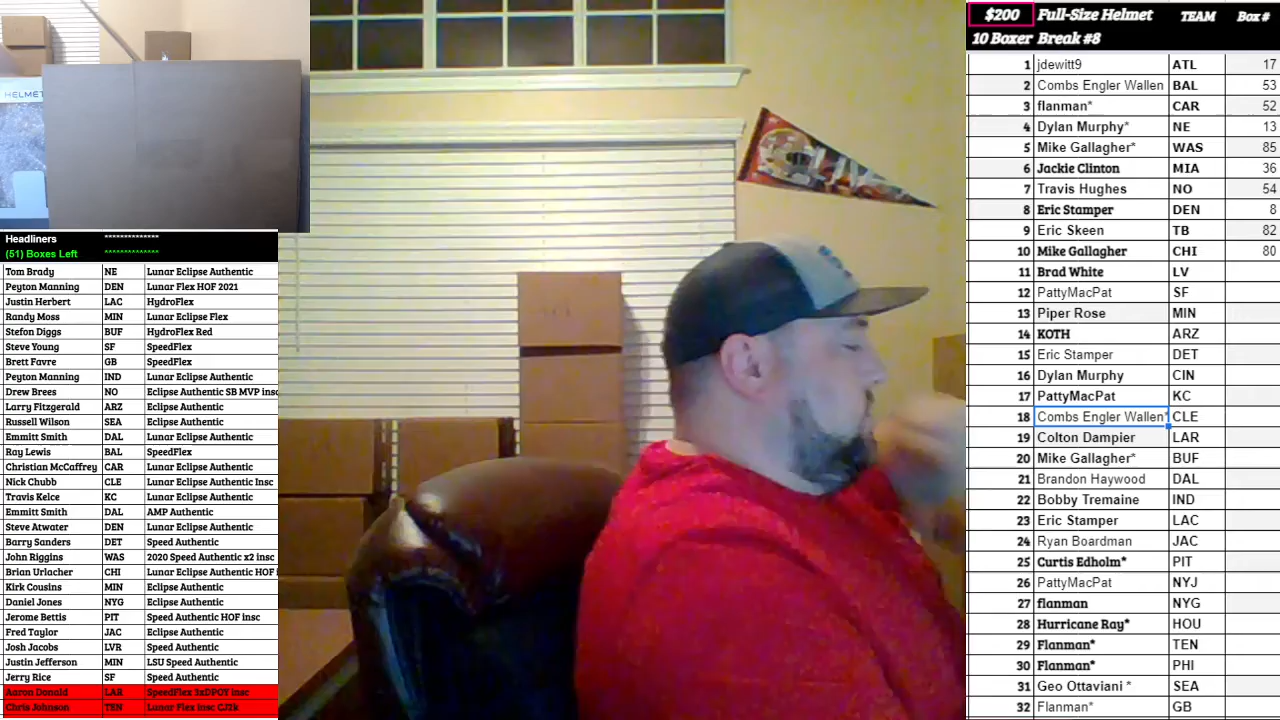 HELMET
$200 Full-Size Helmet TEAM Box #
10 Boxer Break #8
1 jdewitt9 ATL 17
2 Combs Engler Wallen BAL 53
3 flanman* CAR 52
4 Dylan Murphy* NE 13
5 Mike Gallagher* WAS 85
6 Jackie Clinton MIA 36
7 Travis Hughes NO 54
8 Eric Stamper DEN 8
9 Eric Skeen TB 82
10 Mike Gallagher CHI 80
11 Brad White LV
12 PattyMacPat SF
13 Piper Rose MIN
14 KOTH ARZ
15 Eric Stamper DET
16 Dylan Murphy CIN
17 PattyMacPat KC
18 Combs Engler Wallen* CLE
19 Colton Dampier LAR
20 Mike Gallagher* BUF
21 Brandon Haywood DAL
22 Bobby Tremaine IND
23 Eric Stamper LAC
24 Ryan Boardman JAC
25 Curtis Edholm* PIT
26 PattyMacPat NYJ
27 flanman NYG
28 Hurricane Ray* HOU
29 Flanman* TEN
30 Flanman* PHI
31 Geo Ottaviani * SEA
32 Flanman* GB
Headliners **************
(51) Boxes Left **************
Tom Brady NE Lunar Eclipse Authentic
Peyton Manning DEN Lunar Flex HOF 2021
Justin Herbert LAC HydroFlex
Randy Moss MIN Lunar Eclipse Flex
Stefon Diggs BUF HydroFlex Red
Steve Young SF SpeedFlex
Brett Favre GB SpeedFlex
Peyton Manning IND Lunar Eclipse Authentic
Drew Brees NO Eclipse Authentic SB MVP insc
Larry Fitzgerald ARZ Eclipse Authentic
Russell Wilson SEA Eclipse Authentic
Emmitt Smith DAL Lunar Eclipse Authentic
Ray Lewis BAL SpeedFlex
Christian McCaffrey CAR Lunar Eclipse Authentic
Nick Chubb CLE Lunar Eclipse Authentic Insc
Travis Kelce KC Lunar Eclipse Authentic
Emmitt Smith DAL AMP Authentic
Steve Atwater DEN Lunar Eclipse Authentic
Barry Sanders DET Speed Authentic
John Riggins WAS 2020 Speed Authentic x2 insc
Brian Urlacher CHI Lunar Eclipse Authentic HOF i
Kirk Cousins MIN Eclipse Authentic
Daniel Jones NYG Eclipse Authentic
Jerome Bettis PIT Speed Authentic HOF insc
Fred Taylor JAC Eclipse Authentic
Josh Jacobs LVR Speed Authentic
Justin Jefferson MIN LSU Speed Authentic
Jerry Rice SF Speed Authentic
Aaron Donald LAR SpeedFlex 3xDPOY insc
Chris Johnson TEN Lunar Flex insc CJ2k